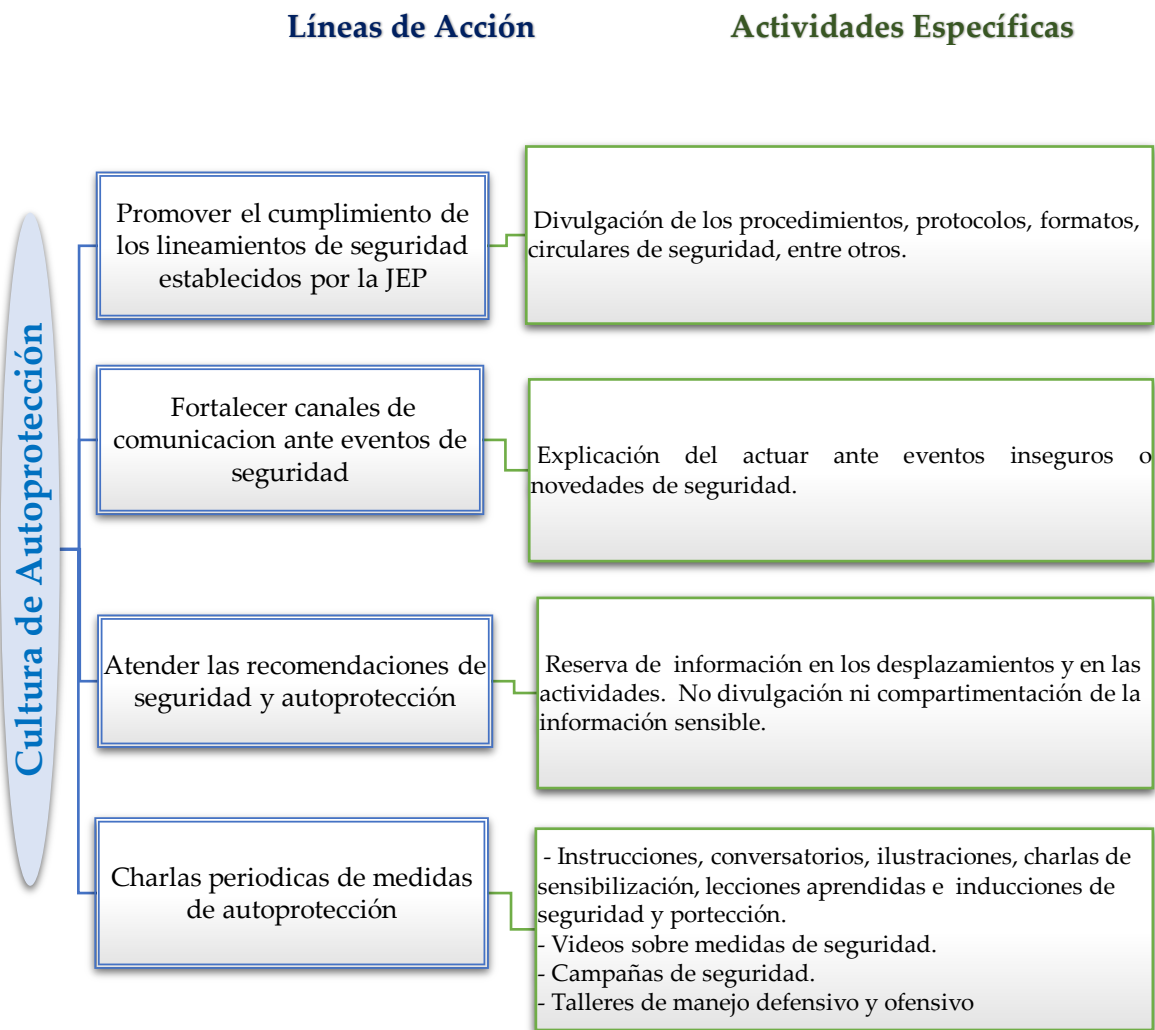 Líneas de Acción
Actividades Específicas
Cultura de Autoprotección
Promover el cumplimiento de
los lineamientos de seguridad
establecidos por la JEP
Divulgación de los procedimientos, protocolos, formatos,
circulares de seguridad, entre otros.
Fortalecer canales de
comunicacion ante eventos de
seguridad
Explicación del actuar ante eventos inseguros o
novedades de seguridad.
Atender las recomendaciones de
seguridad y autoprotección
Reserva de información en los desplazamientos y en las
actividades. No divulgación ni compartimentación de la
información sensible.
Charlas periodicas de medidas
de autoprotección
- Instrucciones, conversatorios, ilustraciones, charlas de
sensibilización, lecciones aprendidas e inducciones de
seguridad y portección.
- Videos sobre medidas de seguridad.
- Campañas de seguridad.
- Talleres de manejo defensivo y ofensivo